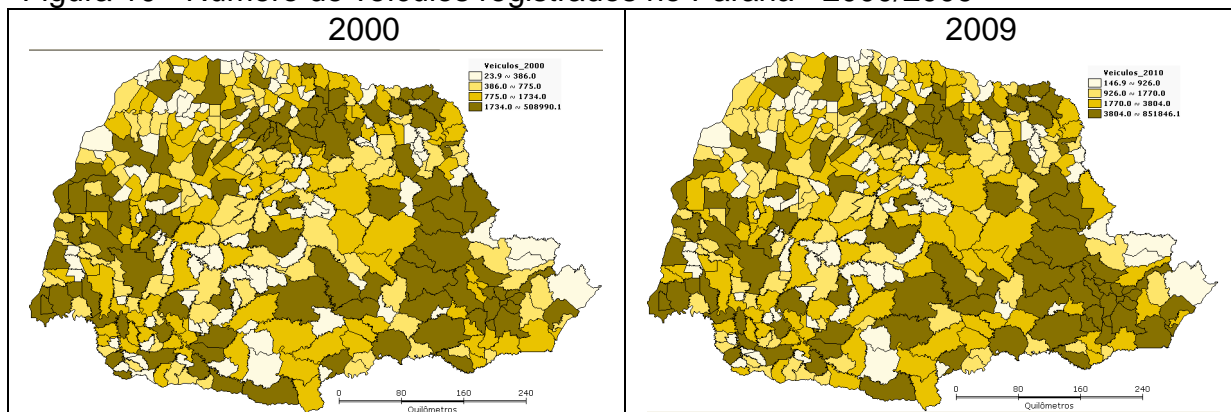 2000
Veiculos_2000
23.9 ~ 386.0
386.0 ~ 775.0
775.0 ~ 1734.0
1734.0 ~ 508990.1
0 80 160 240
Quilômetros
2009
Veiculos_2010
146.9 ~ 926.0
926.0 ~ 1770.0
1770.0 ~ 3804.0
3804.0 ~ 851846.1
0 80 160 240
Quilômetros